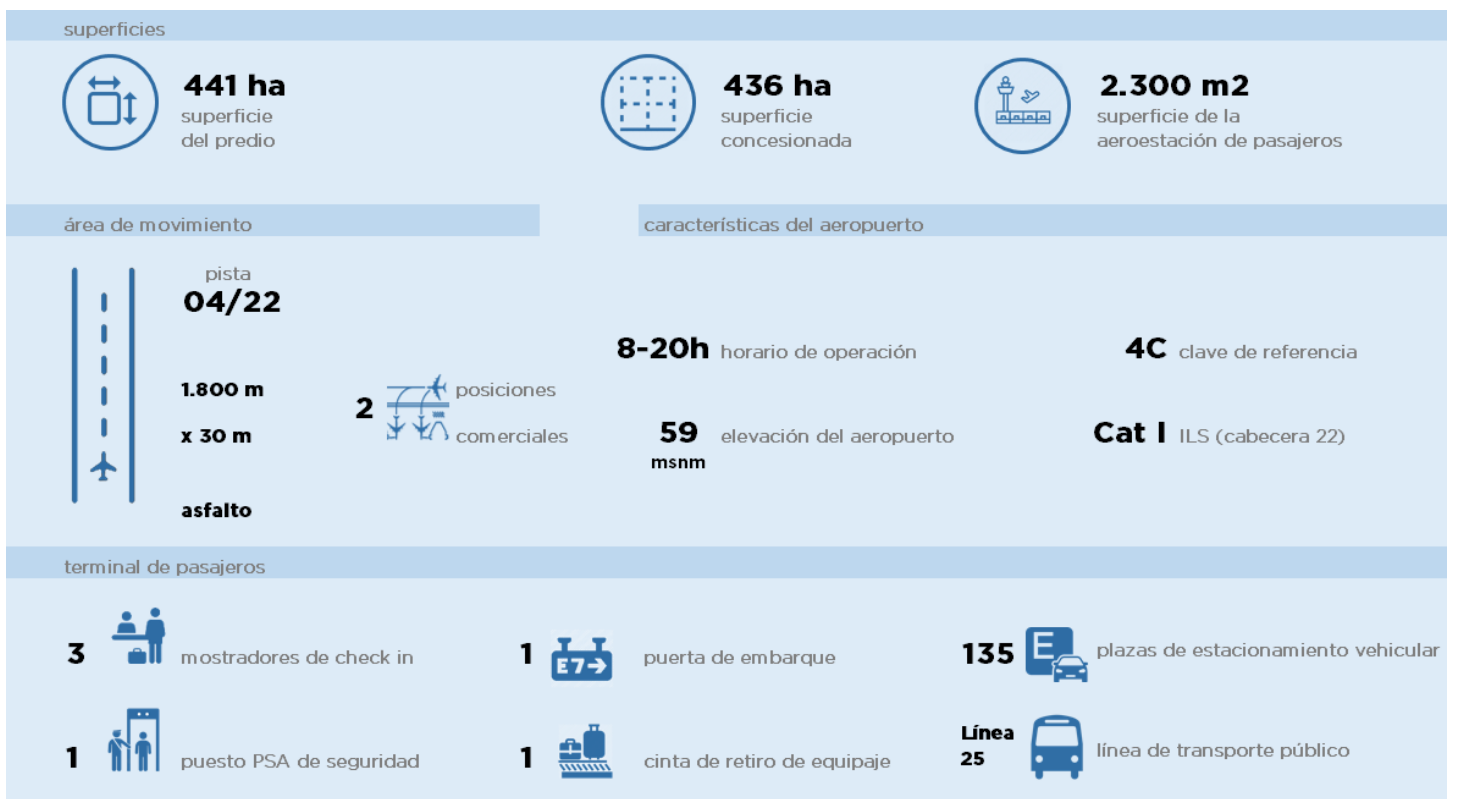 superficies
441 ha
superficie
del predio
436 ha
superficie
concesionada
2.300 m2
superficie de la
aeroestación de pasajeros
área de movimiento
pista
04/22
1.800 m
x 30 m
asfalto
2
posiciones
comerciales
características del aeropuerto
8-20h horario de operación
4C clave de referencia
59 elevación del aeropuerto
msnm
Cat I ILS (cabecera 22)
terminal de pasajeros
3 mostradores de check in
1 E7→ puerta de embarque
135 E plazas de estacionamiento vehicular
1 puesto PSA de seguridad
1 cinta de retiro de equipaje
Línea
25
línea de transporte público